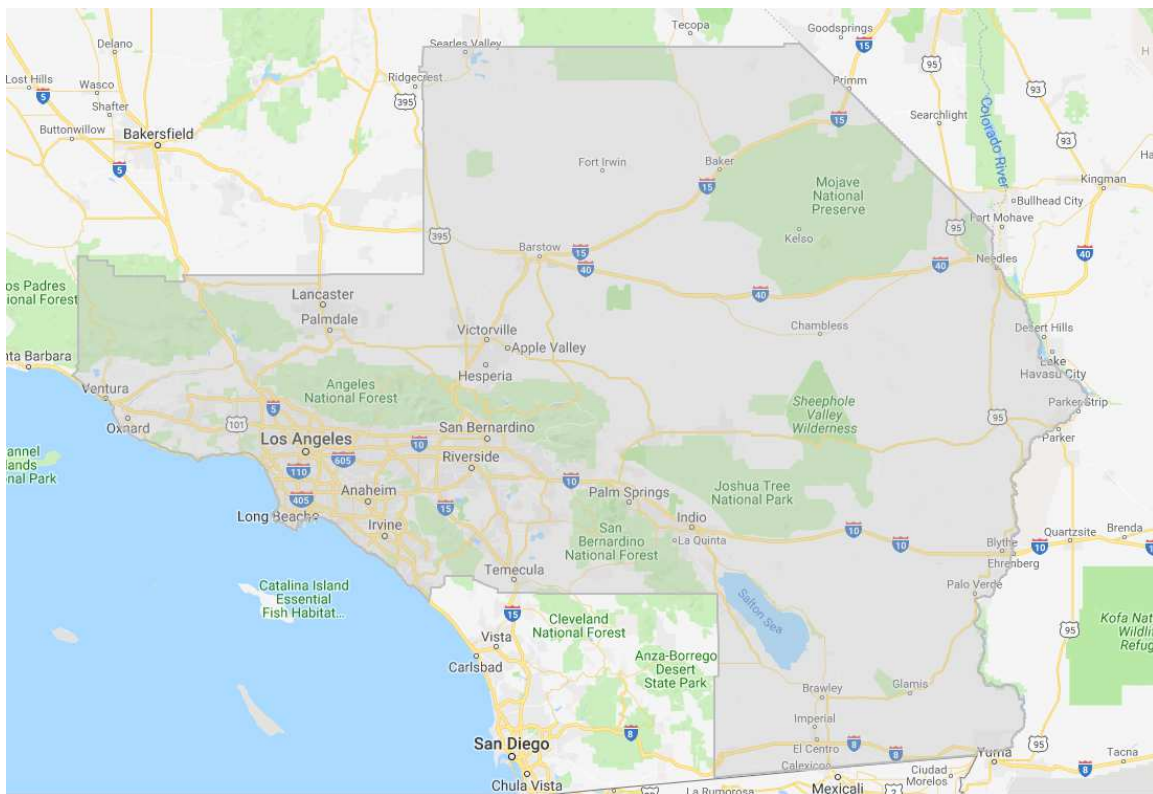 Tecopa
Goodsprings
15
Delano
Searles Valley
Lost Hills
Wasco
Ridgecrest
95
93
5
395
Primm
Shafter
Searchlight
15
Buttonwillow
Bakersfield
Colorado River
93
5
Fort Irwin
Baker
15
Kingman
Mojave
National
Preserve
Bullhead City
Fort Mohave
395
Kelso
95
Barstow
15
40
40
40
Needles
40
os Padres
ational Forest
Lancaster
Palmdale
Chambless
Desert Hills
Victorville
Apple Valley
nta Barbara
Hesperia
Lake
Havasu City
Ventura
Angeles
National Forest
Sheephole
Valley
Wilderness
5
Parker Strip
Oxnard
101
95
San Bernardino
Parker
Los Angeles
10
annel
lands
nal Park
605
Riverside
110
10
Joshua Tree
National Park
Anaheim
Palm Springs
405
15
Long Beach
Irvine
Indio
San
Bernardino
National Forest
La Quinta
10
10
Quartzsite
Brenda
Blythe
10
Ehrenberg
Temecula
Palo Verde
Catalina Island
Essential
Fish Habitat...
15
Salton Sea
Cleveland
National Forest
Kofa Nat
Wildli
Refug
Vista
95
Carlsbad
Anza-Borrego
Desert
State Park
Brawley
Glamis
Imperial
8
San Diego
El Centro
8
8
95
Yuma
Tacna
8
Calexico
Chula Vista
La Rumorosa
Mexicali
2
Ciudad
Morelos